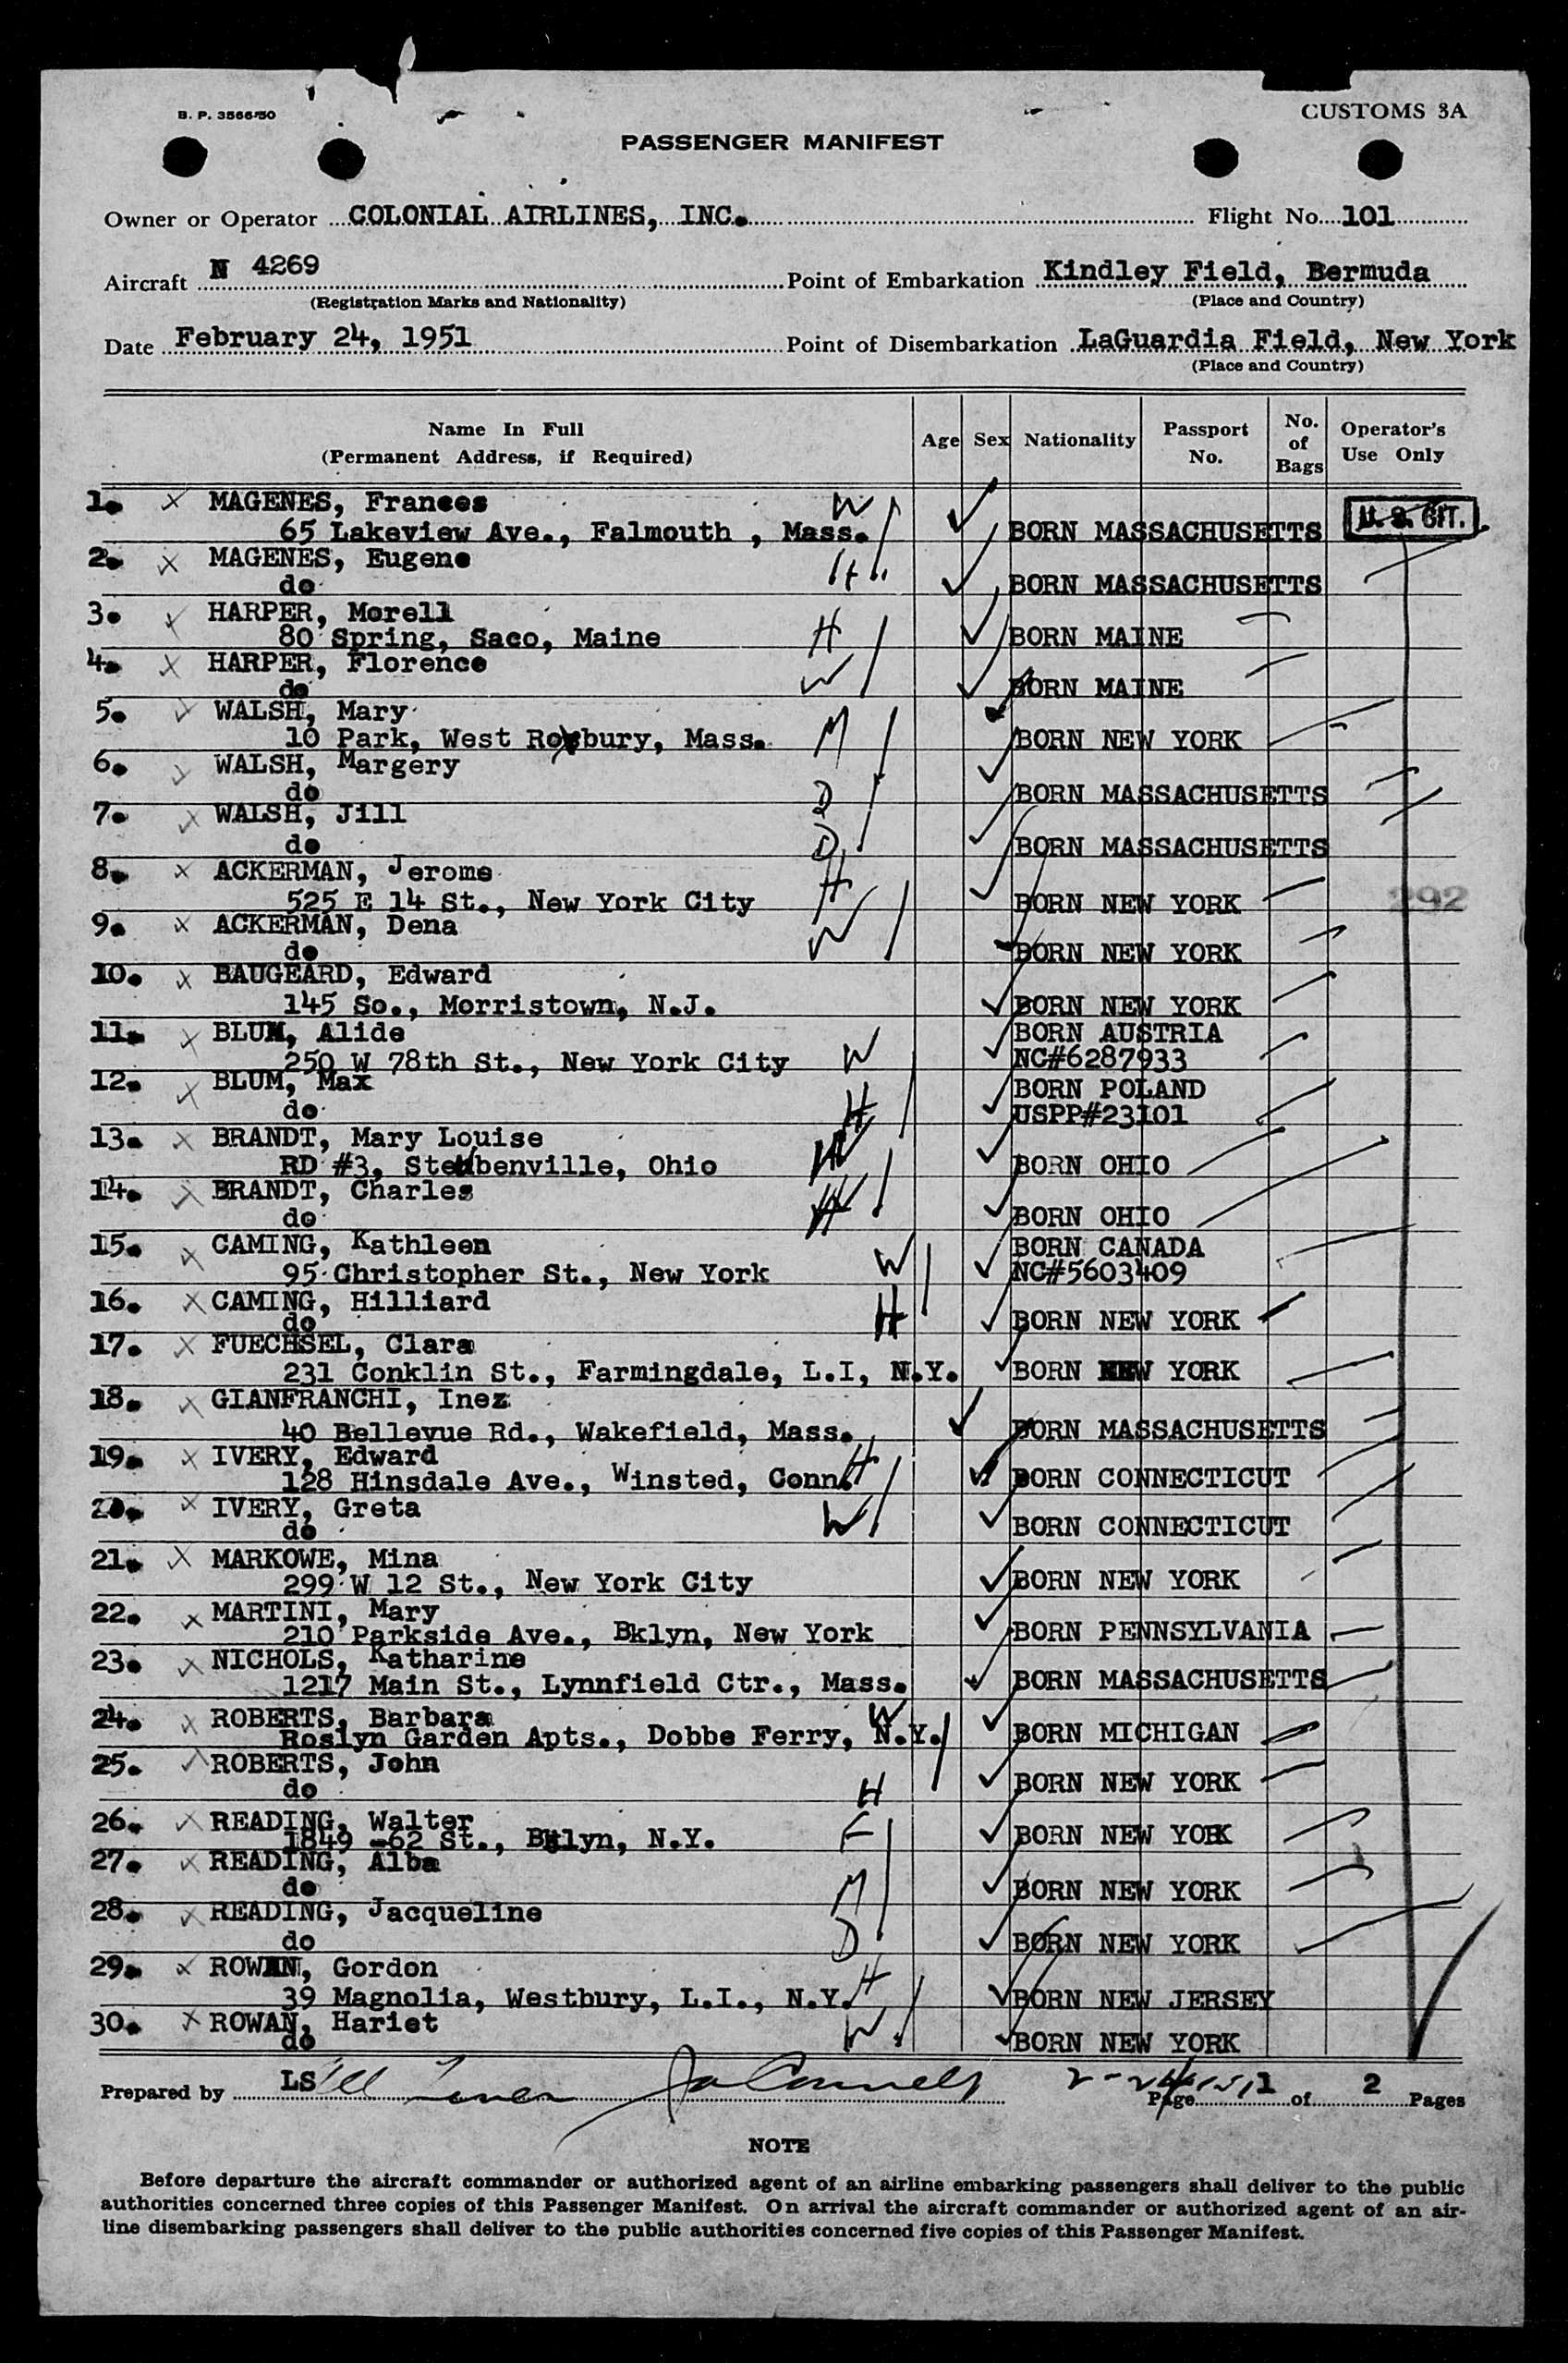 B. P. 3566/50
CUSTOMS 3A
PASSENGER MANIFEST
Owner or Operator COLONIAL AIRLINES, INC. Flight No. 101
Aircraft N 4269 Point of Embarkation Kindley Field, Bermuda
(Registration Marks and Nationality) (Place and Country)
Date February 24, 1951 Point of Disembarkation LaGuardia Field, New York
(Place and Country)
Name In Full (Permanent Address, if Required) Age Sex Nationality Passport No. No. of Bags Operator's Use Only
1. X MAGENES, Frances W
65 Lakeview Ave., Falmouth , Mass. BORN MASSACHUSETTS U. S. CIT.
2. X MAGENES, Eugene H
do BORN MASSACHUSETTS
3. HARPER, Morell
80 Spring, Saco, Maine H BORN MAINE
4. X HARPER, Florence
do W BORN MAINE
5. WALSH, Mary
10 Park, West Roxbury, Mass. M BORN NEW YORK
6. WALSH, Margery
do D BORN MASSACHUSETTS
7. WALSH, Jill
do D BORN MASSACHUSETTS
8. X ACKERMAN, Jerome H
525 E 14 St., New York City BORN NEW YORK 292
9. X ACKERMAN, Dena
do W BORN NEW YORK
10. X BAUGEARD, Edward
145 So., Morristown, N.J. BORN NEW YORK
11. X BLUM, Alide BORN AUSTRIA
250 W 78th St., New York City W NC#6287933
12. X BLUM, Max BORN POLAND
do H USPP#23101
13. X BRANDT, Mary Louise
RD #3, Steubenville, Ohio W BORN OHIO
14. X BRANDT, Charles
do H BORN OHIO
15. X CAMING, Kathleen BORN CANADA
95 Christopher St., New York W NC#5603409
16. X CAMING, Hilliard
do H BORN NEW YORK
17. X FUECHSEL, Clara
231 Conklin St., Farmingdale, L.I, N.Y. BORN NEW YORK
18. X GIANFRANCHI, Inez
40 Bellevue Rd., Wakefield, Mass. BORN MASSACHUSETTS
19. X IVERY, Edward
128 Hinsdale Ave., Winsted, Conn. H BORN CONNECTICUT
20. X IVERY, Greta
do W BORN CONNECTICUT
21. X MARKOWE, Mina
299 W 12 St., New York City BORN NEW YORK
22. X MARTINI, Mary
210 Parkside Ave., Bklyn, New York BORN PENNSYLVANIA
23. X NICHOLS, Katharine
1217 Main St., Lynnfield Ctr., Mass. BORN MASSACHUSETTS
24. X ROBERTS, Barbara W
Roslyn Garden Apts., Dobbe Ferry, N.Y. BORN MICHIGAN
25. X ROBERTS, John
do H BORN NEW YORK
26. X READING, Walter
1849 -62 St., Bklyn, N.Y. F BORN NEW YORK
27. X READING, Alba
do M BORN NEW YORK
28. X READING, Jacqueline
do D BORN NEW YORK
29. X ROWAN, Gordon
39 Magnolia, Westbury, L.I., N.Y. H BORN NEW JERSEY
30. X ROWAN, Hariet
do W BORN NEW YORK
Prepared by LS 2-24-51 Page 1 of 2 Pages
NOTE
Before departure the aircraft commander or authorized agent of an airline embarking passengers shall deliver to the public
authorities concerned three copies of this Passenger Manifest. On arrival the aircraft commander or authorized agent of an air-
line disembarking passengers shall deliver to the public authorities concerned five copies of this Passenger Manifest.